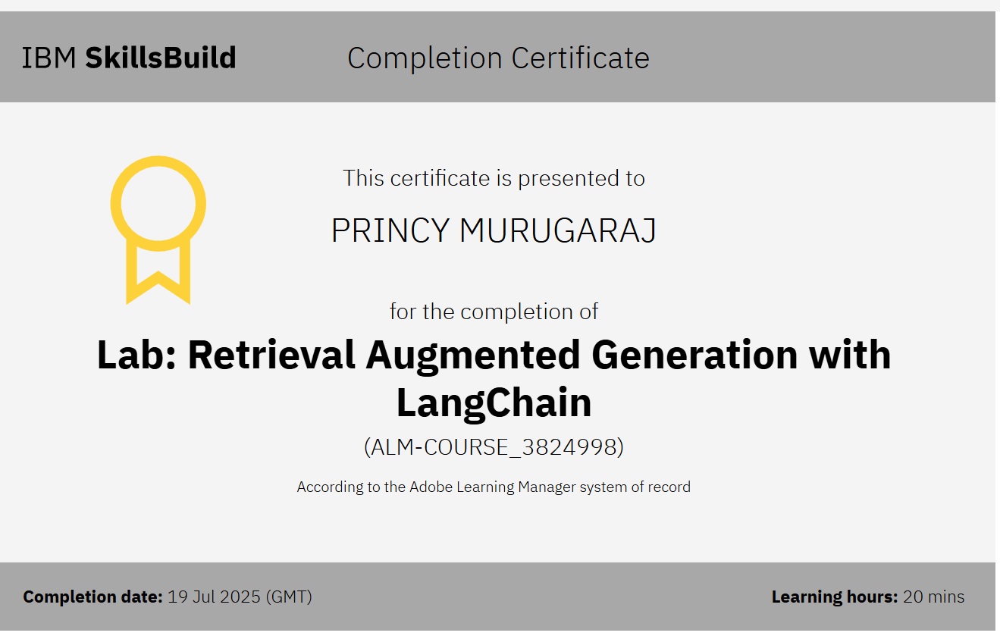 IBM SkillsBuild
Completion Certificate
This certificate is presented to
PRINCY MURUGARAJ
for the completion of
Lab: Retrieval Augmented Generation with
LangChain
(ALM-COURSE_3824998)
According to the Adobe Learning Manager system of record
Completion date: 19 Jul 2025 (GMT)
Learning hours: 20 mins